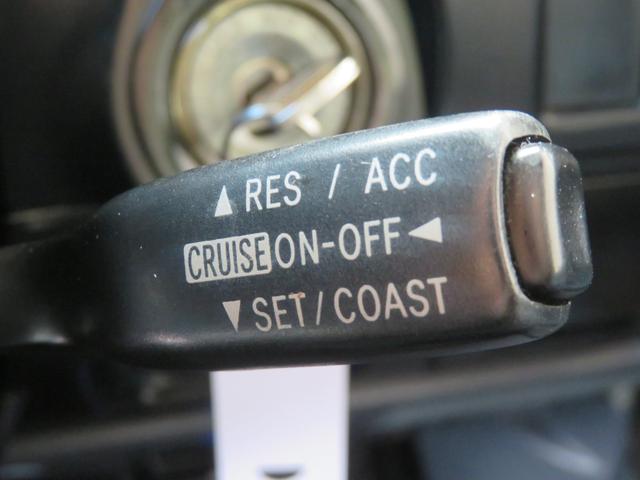 ▲ RES / ACC
CRUISE ON-OFF ◀
▼ SET / COAST